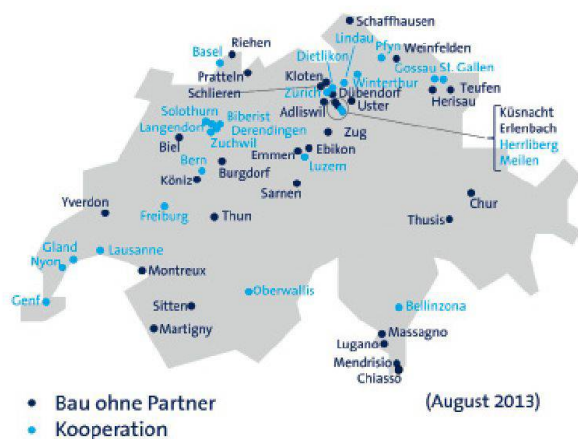 Schaffhausen
Lindau
Riehen
Basel
Dietlikon
Pfyn
Weinfelden
Pratteln
Kloten
Gossau
St. Gallen
Schlieren
Winterthur
Zürich
Dübendorf
Teufen
Solothurn
Biberist
Adliswil
Uster
Herisau
Langendorf
Derendingen
Küsnacht
Zuchwil
Zug
Erlenbach
Biel
Emmen
Ebikon
Herrliberg
Bern
Luzern
Meilen
Burgdorf
Köniz
Sarnen
Yverdon
Chur
Freiburg
Thun
Thusis
Gland
Lausanne
Nyon
Montreux
Genf
Oberwallis
Sitten
Bellinzona
Martigny
Massagno
Lugano
Mendrisio
Chiasso
Bau ohne Partner
(August 2013)
Kooperation